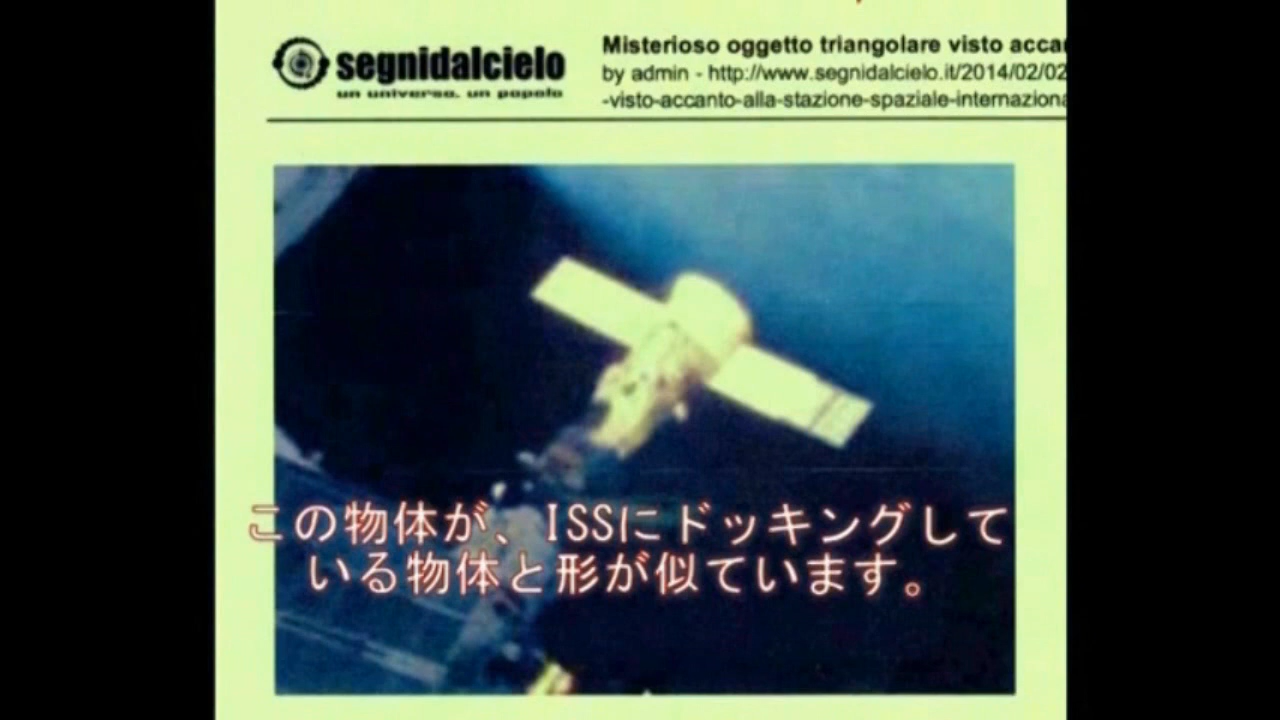 segnidalcielo
un universo. un popolo
Misterioso oggetto triangolare visto acca
by admin - http://www.segnidalcielo.it/2014/02/02
-visto-accanto-alla-stazione-spaziale-internaziona
この物体が、ISSにドッキングして
いる物体と形が似ています。